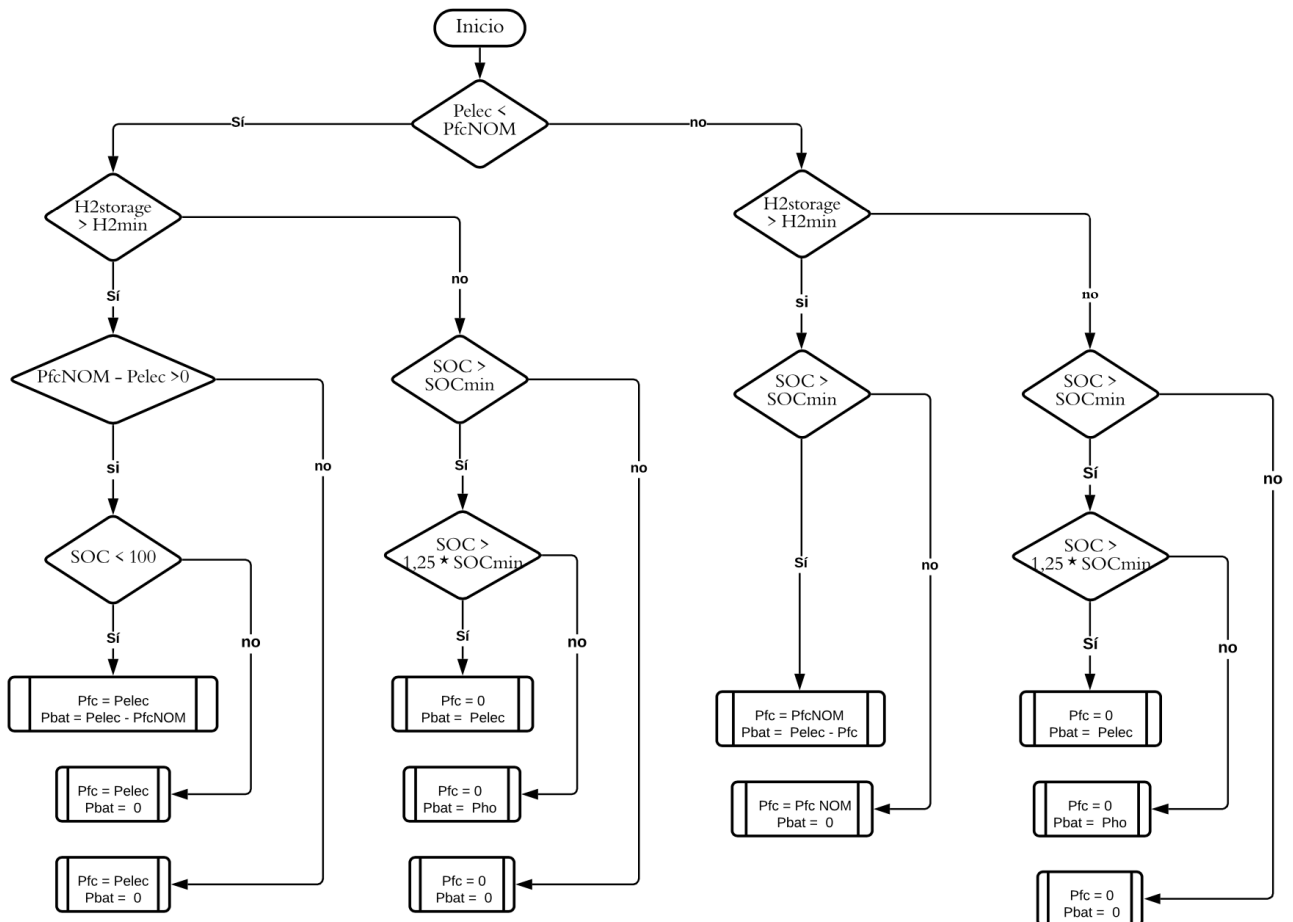 Inicio
Pelec <
PfcNOM
Sí
no
H2storage
> H2min
H2storage
> H2min
Sí
no
si
no
PfcNOM - Pelec >0
SOC >
SOCmin
SOC >
SOCmin
SOC >
SOCmin
si
no
Sí
no
Sí
no
Sí
no
SOC < 100
SOC >
1,25 * SOCmin
SOC >
1,25 * SOCmin
Sí
no
Sí
no
Sí
no
Pfc = Pelec
Pbat = Pelec - PfcNOM
Pfc = 0
Pbat = Pelec
Pfc = PfcNOM
Pbat = Pelec - Pfc
Pfc = 0
Pbat = Pelec
Pfc = Pelec
Pbat = 0
Pfc = 0
Pbat = Pho
Pfc = Pfc NOM
Pbat = 0
Pfc = 0
Pbat = Pho
Pfc = Pelec
Pbat = 0
Pfc = 0
Pbat = 0
Pfc = 0
Pbat = 0